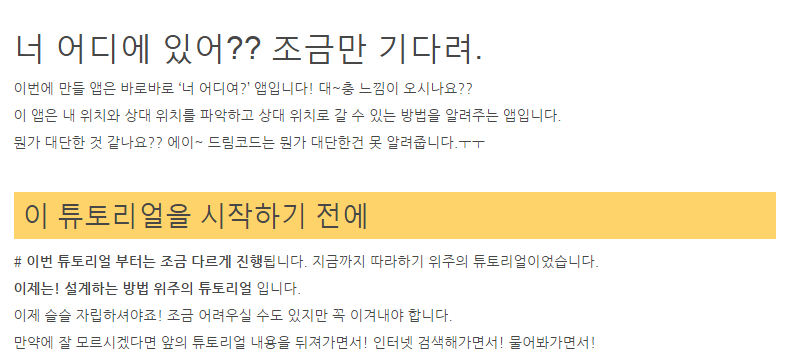 너 어디에 있어?? 조금만 기다려.
이번에 만들 앱은 바로바로 '너 어디여?' 앱입니다! 대~충 느낌이 오시나요??
이 앱은 내 위치와 상대 위치를 파악하고 상대 위치로 갈 수 있는 방법을 알려주는 앱입니다.
뭔가 대단한 것 같나요?? 에이~ 드림코드는 뭔가 대단한건 못 알려줍니다.ㅜㅜ
이 튜토리얼을 시작하기 전에
# 이번 튜토리얼 부터는 조금 다르게 진행됩니다. 지금까지 따라하기 위주의 튜토리얼이었습니다.
이제는! 설계하는 방법 위주의 튜토리얼 입니다.
이제 슬슬 자립하셔야죠! 조금 어려우실 수도 있지만 꼭 이겨내야 합니다.
만약에 잘 모르시겠다면 앞의 튜토리얼 내용을 뒤져가면서! 인터넷 검색해가면서! 물어봐가면서!